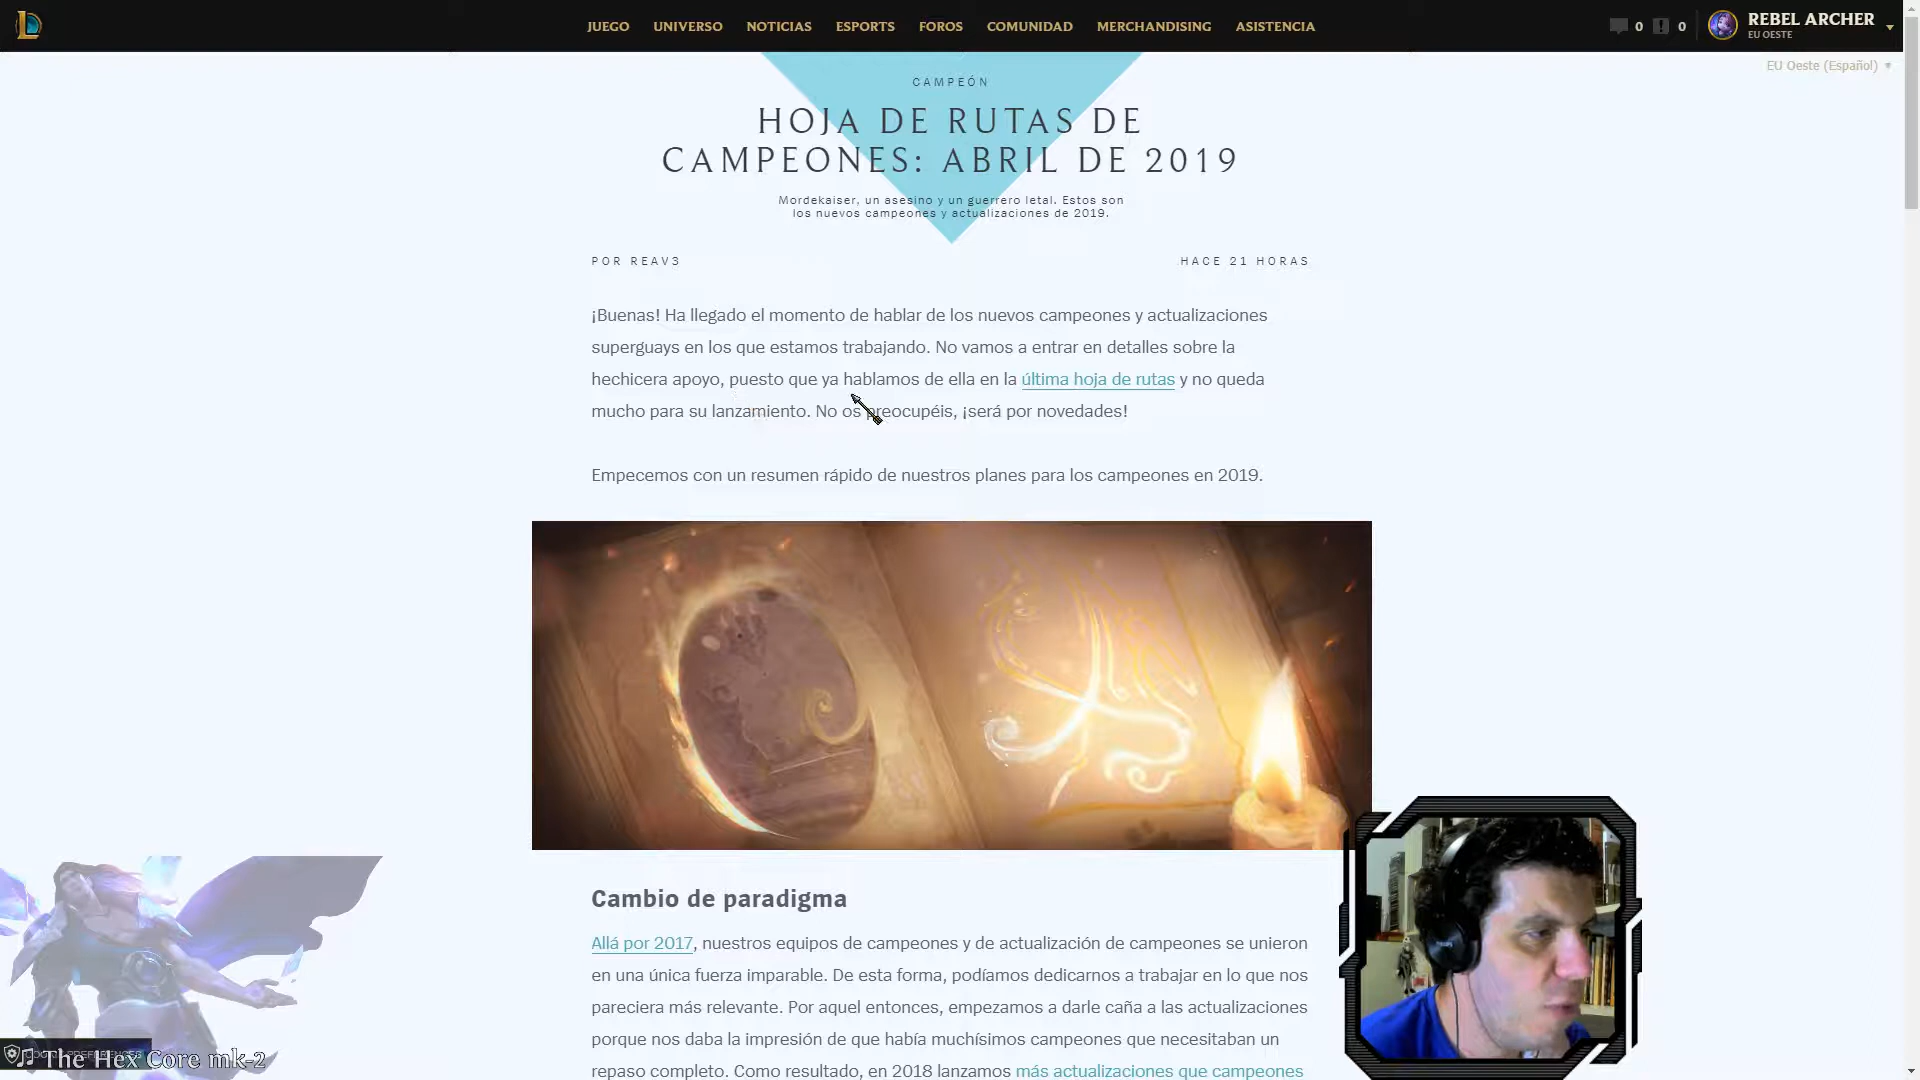 JUEGO UNIVERSO NOTICIAS ESPORTS FOROS COMUNIDAD MERCHANDISING ASISTENCIA
0 0 REBEL ARCHER
EU OESTE
EU Oeste (Español)
CAMPEÓN
HOJA DE RUTAS DE
CAMPEONES: ABRIL DE 2019
Mordekaiser, un asesino y un guerrero letal. Estos son
los nuevos campeones y actualizaciones de 2019.
POR REAV3 HACE 21 HORAS
¡Buenas! Ha llegado el momento de hablar de los nuevos campeones y actualizaciones
superguays en los que estamos trabajando. No vamos a entrar en detalles sobre la
hechicera apoyo, puesto que ya hablamos de ella en la última hoja de rutas y no queda
mucho para su lanzamiento. No os preocupéis, ¡será por novedades!
Empecemos con un resumen rápido de nuestros planes para los campeones en 2019.
Cambio de paradigma
Allá por 2017, nuestros equipos de campeones y de actualización de campeones se unieron
en una única fuerza imparable. De esta forma, podíamos dedicarnos a trabajar en lo que nos
pareciera más relevante. Por aquel entonces, empezamos a darle caña a las actualizaciones
porque nos daba la impresión de que había muchísimos campeones que necesitaban un
repaso completo. Como resultado, en 2018 lanzamos más actualizaciones que campeones
The Hex Core mk-2